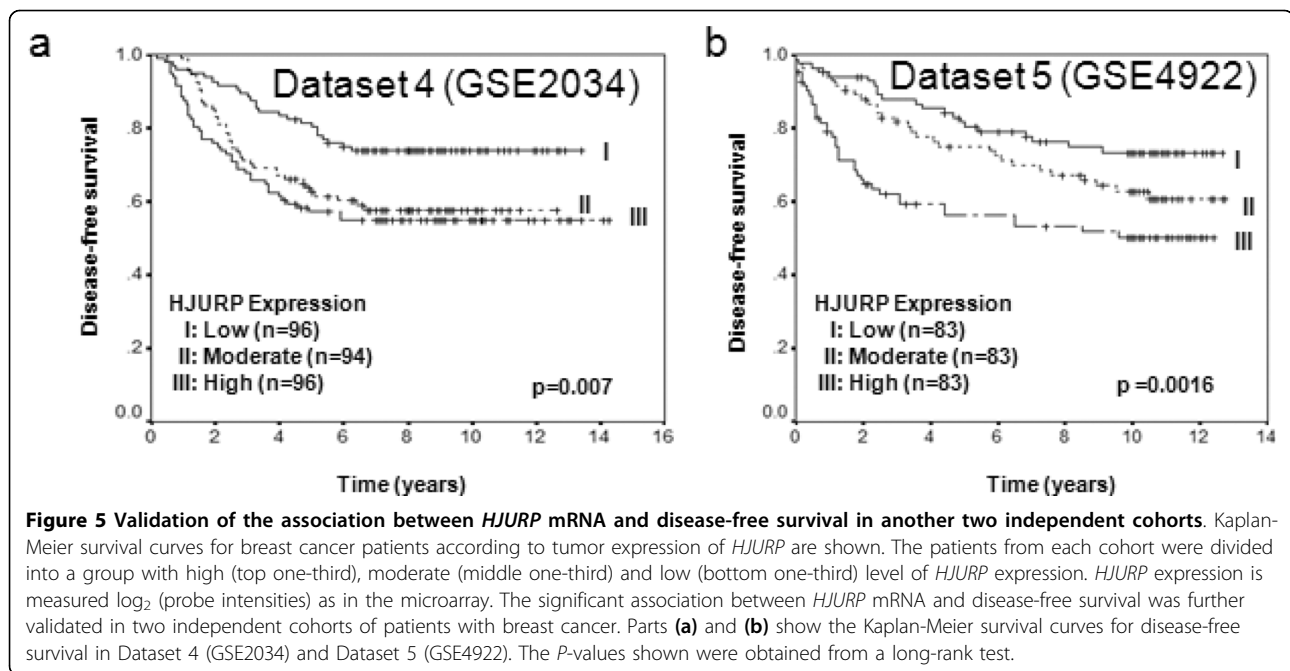 a
Dataset 4 (GSE2034)
Disease-free survival
1.0
.8
.6
.4
.2
0.0
I
II
III
HJURP Expression
I: Low (n=96)
II: Moderate (n=94)
III: High (n=96)
p=0.007
0 2 4 6 8 10 12 14 16
Time (years)
b
Dataset 5 (GSE4922)
Disease-free survival
1.0
.8
.6
.4
.2
0.0
I
II
III
HJURP Expression
I: Low (n=83)
II: Moderate (n=83)
III: High (n=83)
p =0.0016
0 2 4 6 8 10 12 14
Time (years)
Figure 5 Validation of the association between HJURP mRNA and disease-free survival in another two independent cohorts. Kaplan-
Meier survival curves for breast cancer patients according to tumor expression of HJURP are shown. The patients from each cohort were divided
into a group with high (top one-third), moderate (middle one-third) and low (bottom one-third) level of HJURP expression. HJURP expression is
measured log₂ (probe intensities) as in the microarray. The significant association between HJURP mRNA and disease-free survival was further
validated in two independent cohorts of patients with breast cancer. Parts (a) and (b) show the Kaplan-Meier survival curves for disease-free
survival in Dataset 4 (GSE2034) and Dataset 5 (GSE4922). The P-values shown were obtained from a long-rank test.